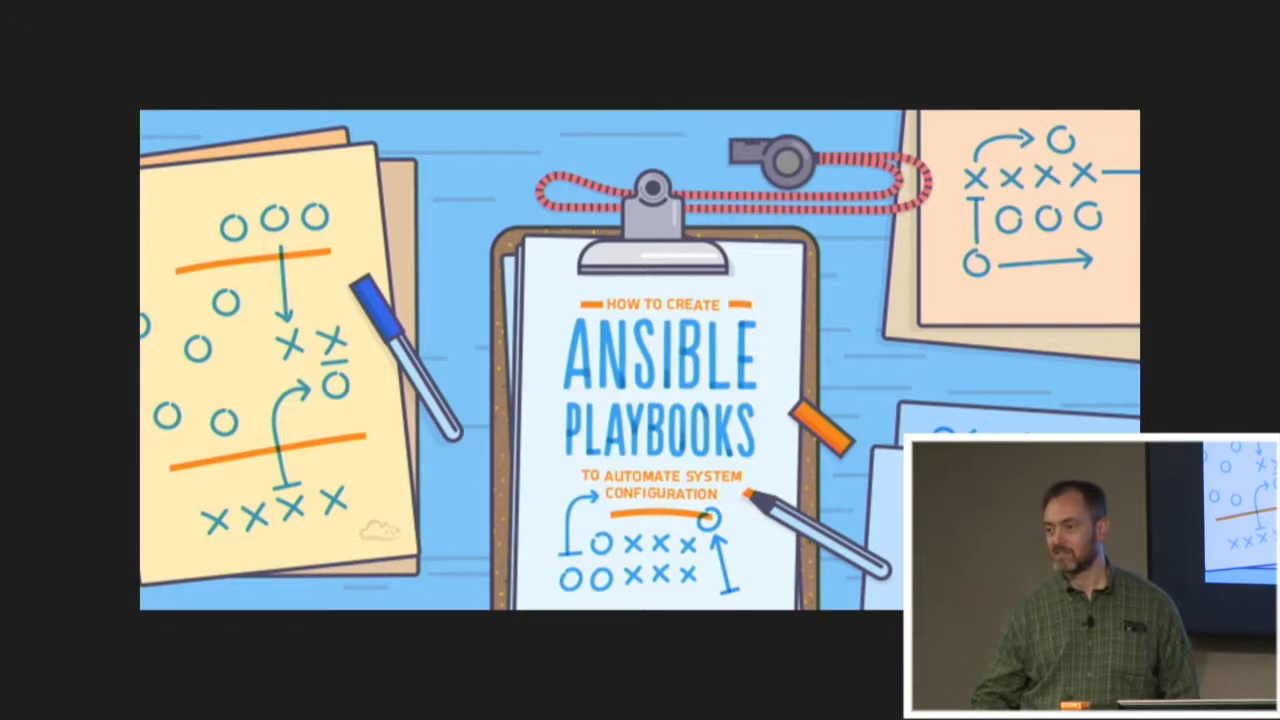 HOW TO CREATE
ANSIBLE
PLAYBOOKS
TO AUTOMATE SYSTEM
CONFIGURATION